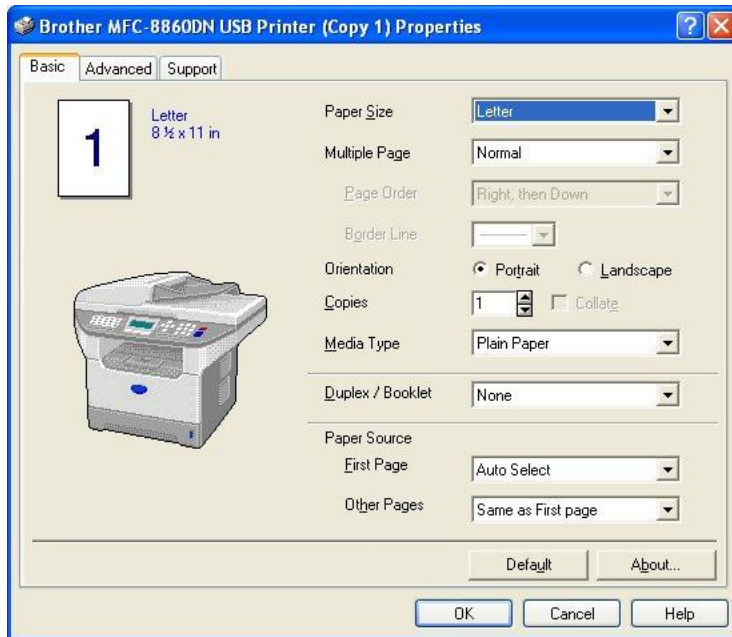 Brother MFC-8860DN USB Printer (Copy 1) Properties
Basic Advanced Support
1
Letter
8 ½ x 11 in
Paper Size Letter
Multiple Page Normal
Page Order Right, then Down
Border Line
Orientation Portrait Landscape
Copies 1 Collate
Media Type Plain Paper
Duplex / Booklet None
Paper Source
First Page Auto Select
Other Pages Same as First page
Default About...
OK Cancel Help